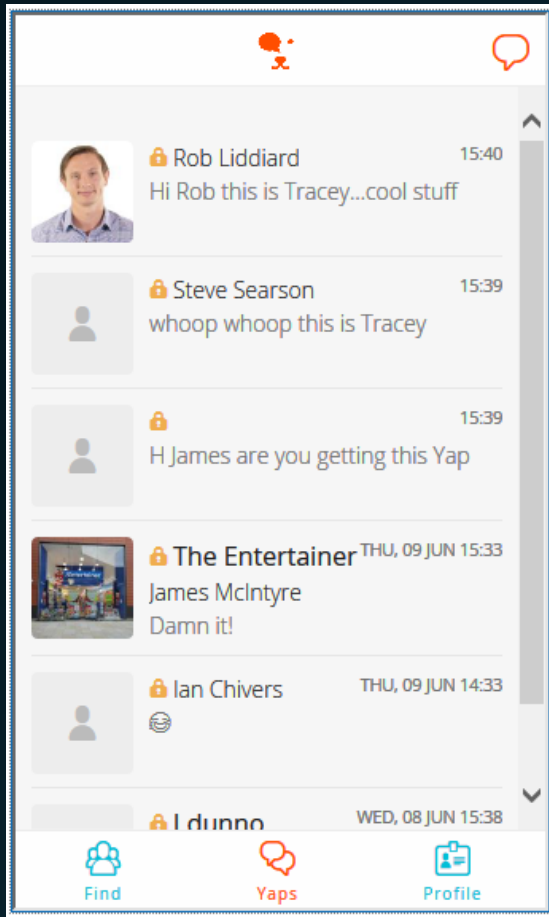 Rob Liddiard 15:40
Hi Rob this is Tracey...cool stuff
Steve Searson 15:39
whoop whoop this is Tracey
15:39
H James are you getting this Yap
The Entertainer THU, 09 JUN 15:33
James McIntyre
Damn it!
Ian Chivers THU, 09 JUN 14:33
😂
I dunno WED, 08 JUN 15:38
Find Yaps Profile